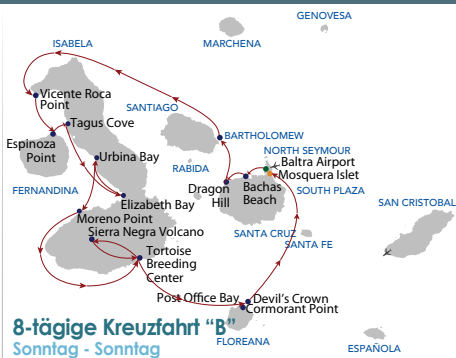 GENOVESA
ISABELA
MARCHENA
Vicente Roca
Point
SANTIAGO
Tagus Cove
Espinoza
Point
BARTHOLOMEW
Urbina Bay
NORTH SEYMOUR
Baltra Airport
RABIDA
Mosquera Islet
FERNANDINA
Elizabeth Bay
Dragon
Hill
Bachas
Beach
SOUTH PLAZA
SAN CRISTOBAL
Moreno Point
Sierra Negra Volcano
SANTA CRUZ
SANTA FE
Tortoise
Breeding
Center
Post Office Bay
Devil's Crown
Cormorant Point
8-tägige Kreuzfahrt “B”
Sonntag - Sonntag
FLOREANA
ESPAÑOLA